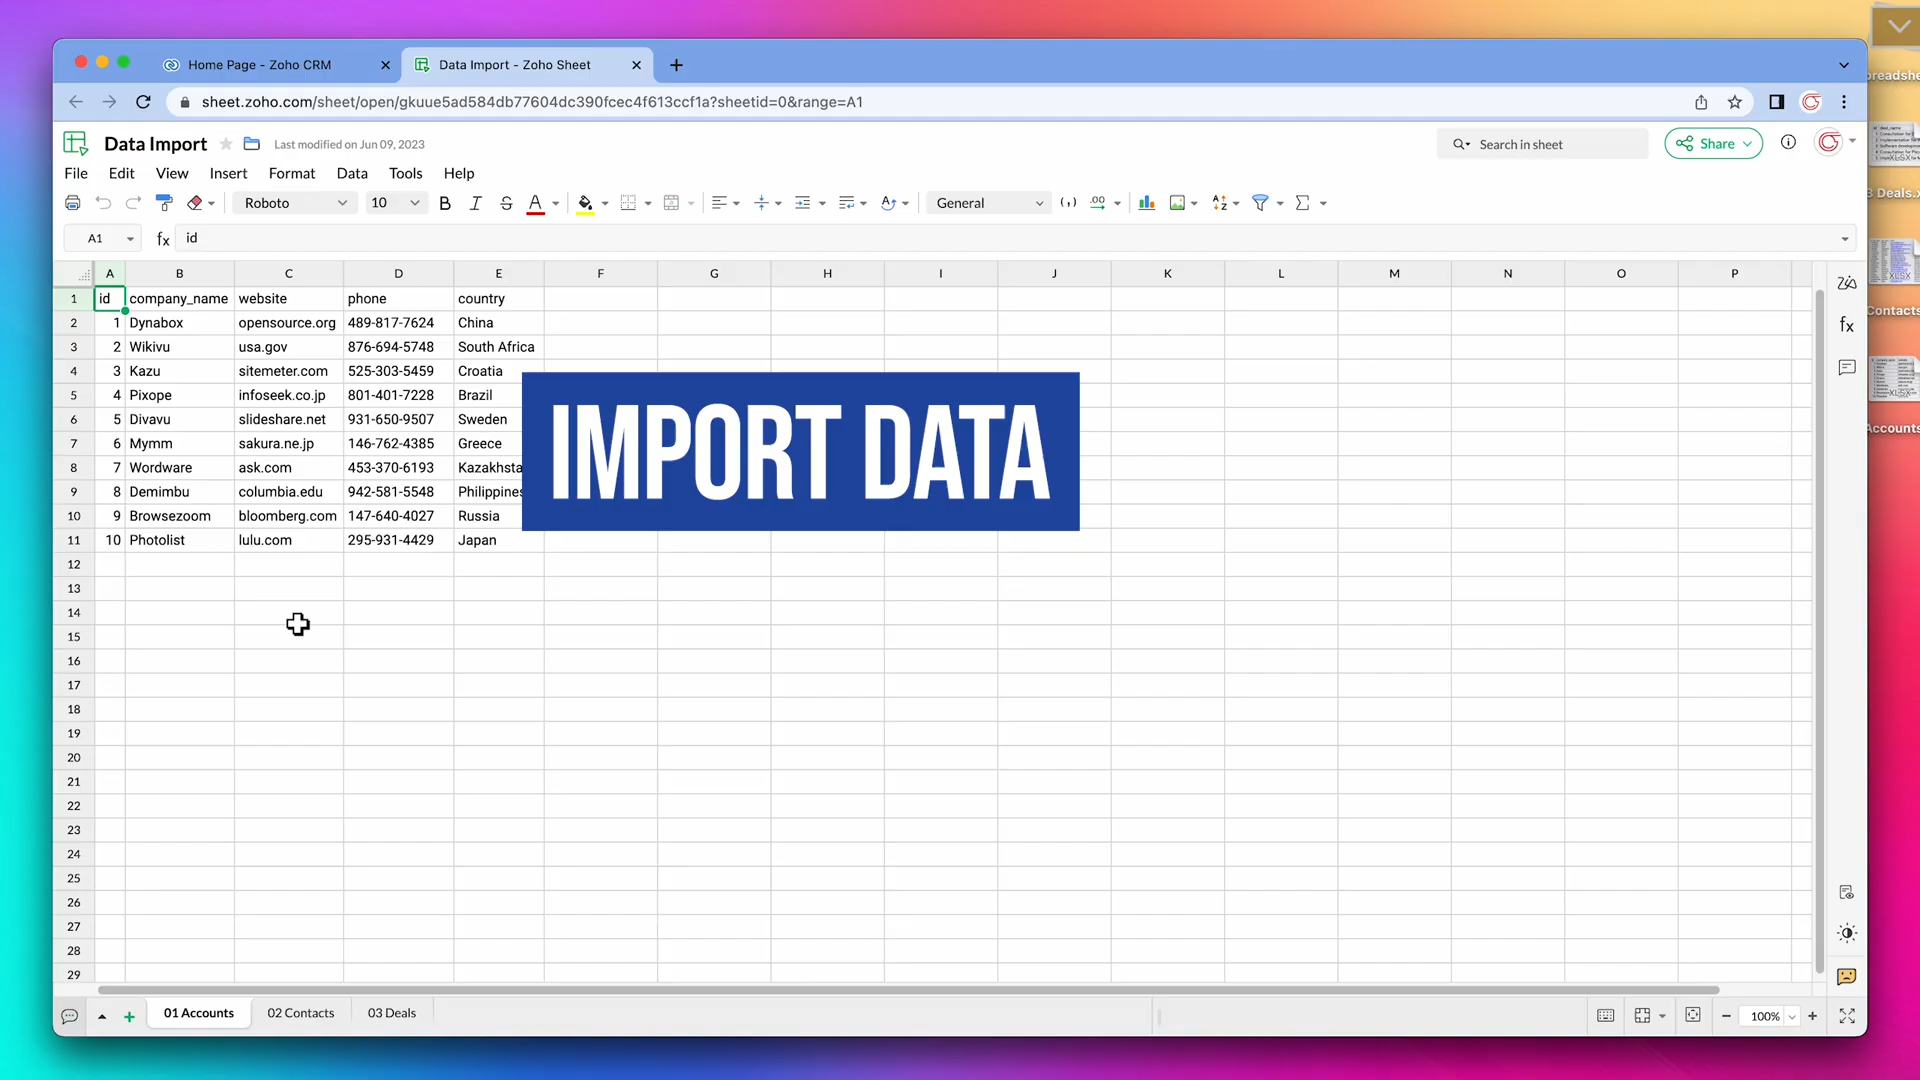 Home Page - Zoho CRM
Data Import - Zoho Sheet
sheet.zoho.com/sheet/open/gkuue5ad584db77604dc390fcec4f613ccf1a?sheetid=0&range=A1
Data Import
Last modified on Jun 09, 2023
Search in sheet
Share
File Edit View Insert Format Data Tools Help
Roboto 10 B I S A General
A1 fx id
A B C D E F G H I J K L M N O P
1 id company_name website phone country
2 1 Dynabox opensource.org 489-817-7624 China
3 2 Wikivu usa.gov 876-694-5748 South Africa
4 3 Kazu sitemeter.com 525-303-5459 Croatia
5 4 Pixope infoseek.co.jp 801-401-7228 Brazil
6 5 Divavu slideshare.net 931-650-9507 Sweden
7 6 Mymm sakura.ne.jp 146-762-4385 Greece
8 7 Wordware ask.com 453-370-6193 Kazakhsta
9 8 Demimbu columbia.edu 942-581-5548 Philippines
10 9 Browsezoom bloomberg.com 147-640-4027 Russia
11 10 Photolist lulu.com 295-931-4429 Japan
IMPORT DATA
12
13
14
15
16
17
18
19
20
21
22
23
24
25
26
27
28
29
01 Accounts 02 Contacts 03 Deals
100%
preadshe
3 Deals.x
XLSX
Contacts
XLSX
Accounts